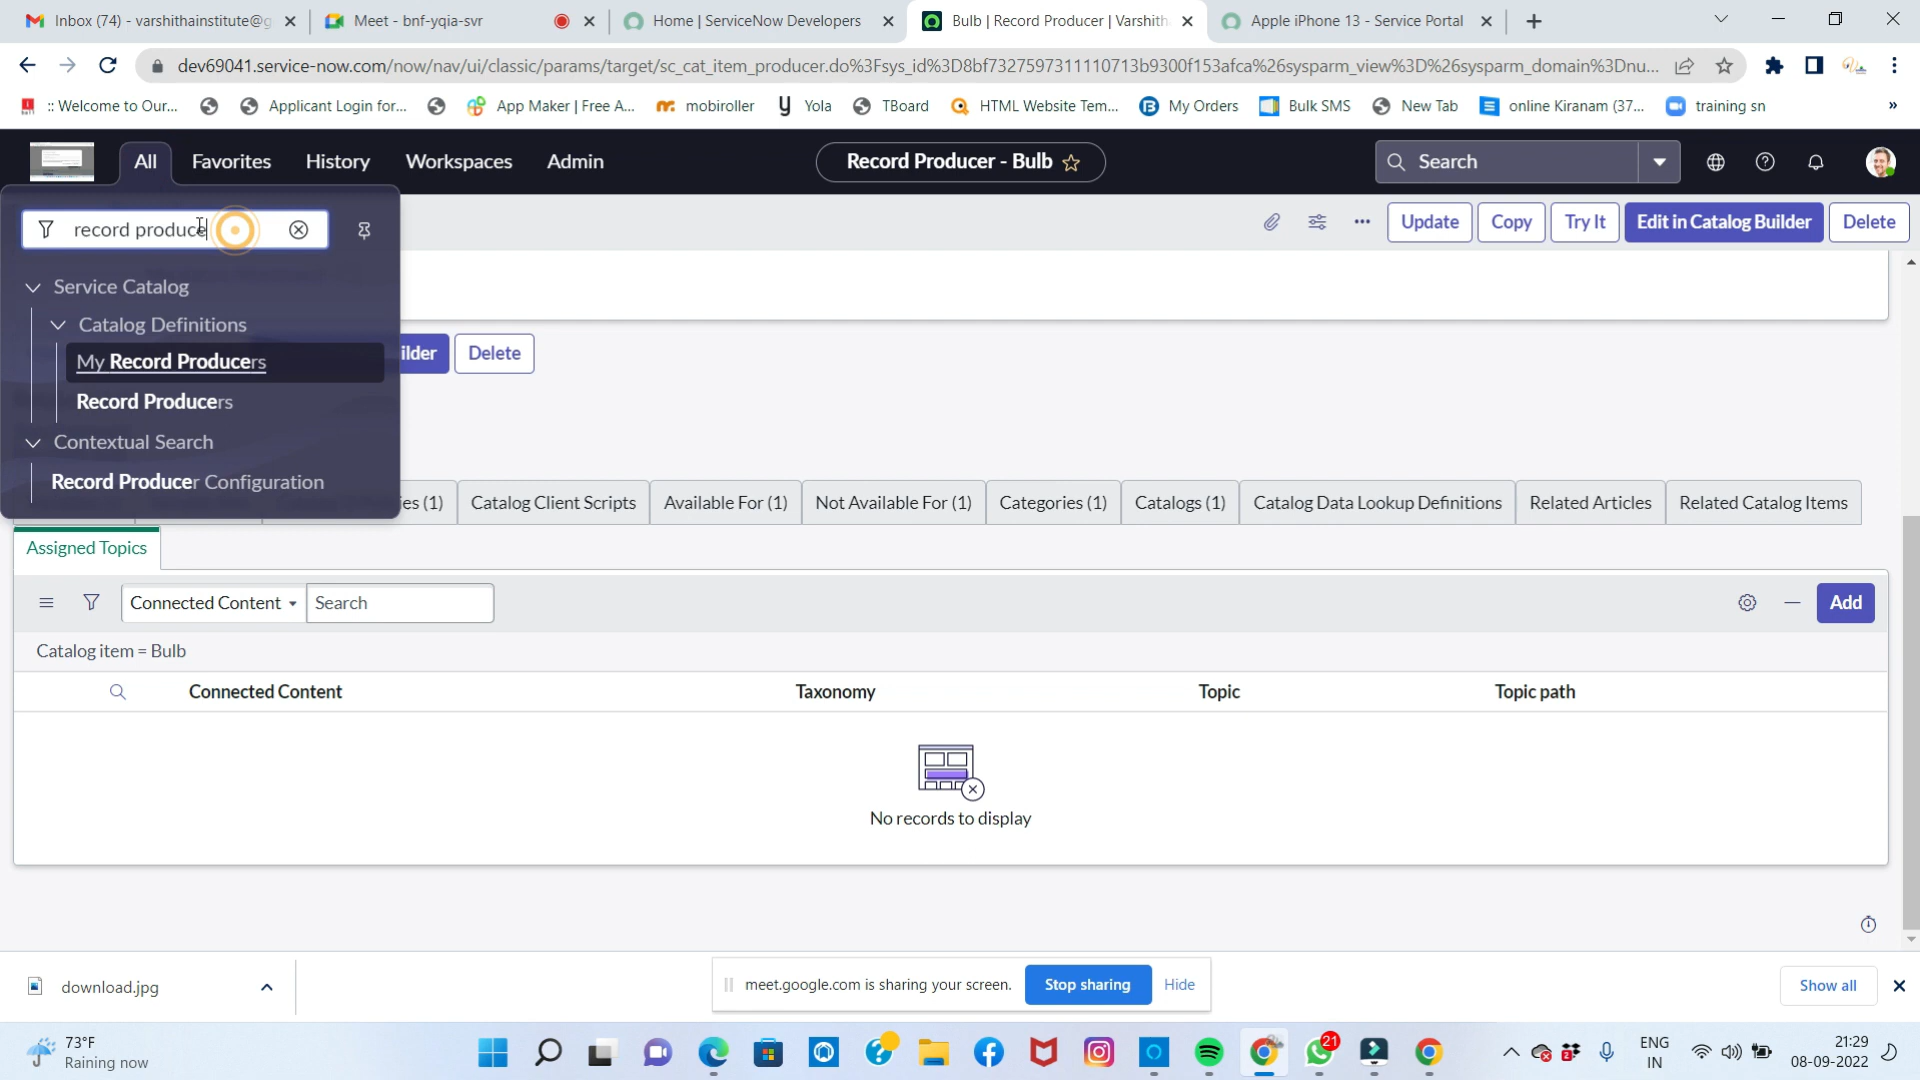 Inbox (74) - varshithainstitute@g
Meet - bnf-yqia-svr
Home | ServiceNow Developers
Bulb | Record Producer | Varshith
Apple iPhone 13 - Service Portal
dev69041.service-now.com/now/nav/ui/classic/params/target/sc_cat_item_producer.do%3Fsys_id%3D8bf7327597311110713b9300f153afca%26sysparm_view%3D%26sysparm_domain%3Dnu...
:: Welcome to Our...
Applicant Login for...
App Maker | Free A...
mobiroller
Yola
TBoard
HTML Website Tem...
My Orders
Bulk SMS
New Tab
online Kiranam (37...
training sn
»
All
Favorites
History
Workspaces
Admin
Record Producer - Bulb
Search
record produce
Update
Copy
Try It
Edit in Catalog Builder
Delete
Service Catalog
Catalog Definitions
My Record Producers
Record Producers
Contextual Search
Record Producer Configuration
ilder
Delete
es (1)
Catalog Client Scripts
Available For (1)
Not Available For (1)
Categories (1)
Catalogs (1)
Catalog Data Lookup Definitions
Related Articles
Related Catalog Items
Assigned Topics
Connected Content
Search
Add
Catalog item = Bulb
Connected Content
Taxonomy
Topic
Topic path
No records to display
download.jpg
meet.google.com is sharing your screen.
Stop sharing
Hide
Show all
73°F
Raining now
21
ENG
IN
21:29
08-09-2022